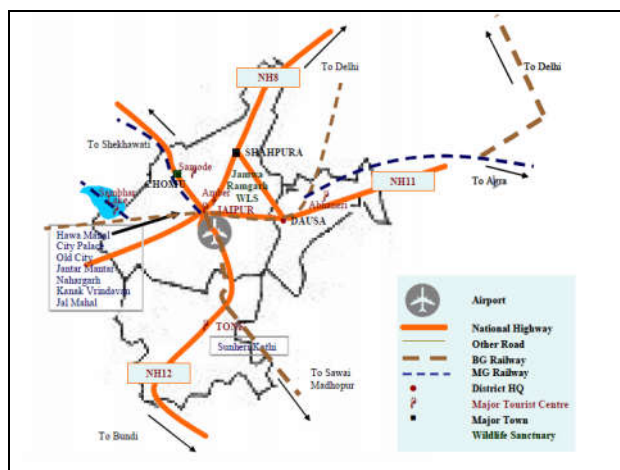 NH8
To Delhi
To Delhi
To Shekhawati
SHAHPURA
Samode
CHOMU
Jamwa
Ramgarh
WLS
Sambhar
Lake
Amber
JAIPUR
Abhaneri
NH11
To Agra
DAUSA
Hawa Mahal
City Palace
Old City
Jantar Mantar
Nahargarh
Kanak Vrindavan
Jal Mahal
TONK
Sunheri Kothi
NH12
To Sawai
Madhopur
To Bundi
Airport
National Highway
Other Road
BG Railway
MG Railway
District HQ
Major Tourist Centre
Major Town
Wildlife Sanctuary